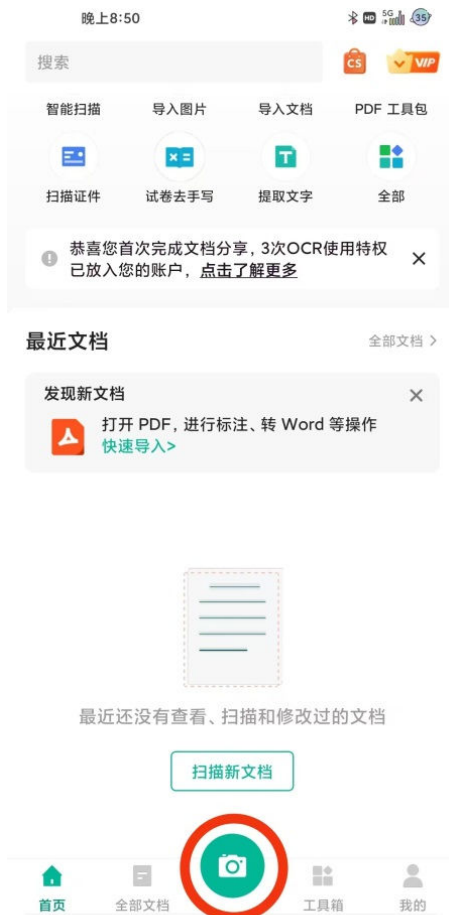 晚上8:50
HD 5G 35
搜索
CS VIP
智能扫描 导入图片 导入文档 PDF 工具包
扫描证件 试卷去手写 提取文字 全部
恭喜您首次完成文档分享，3次OCR使用特权
已放入您的账户，点击了解更多
最近文档
全部文档 >
发现新文档
打开 PDF，进行标注、转 Word 等操作
快速导入>
最近还没有查看、扫描和修改过的文档
扫描新文档
首页 全部文档 工具箱 我的